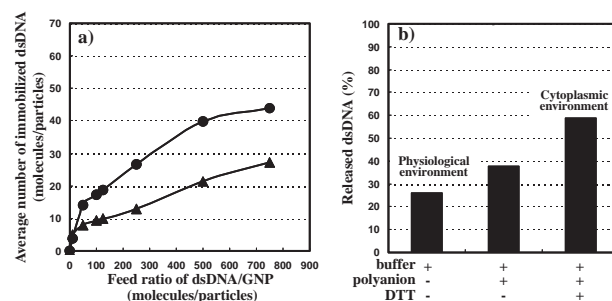 a)
Average number of immobilized dsDNA
(molecules/particles)
70
60
50
40
30
20
10
0
0 100 200 300 400 500 600 700 800 900
Feed ratio of dsDNA/GNP
(molecules/particles)
b)
Released dsDNA (%)
100
90
80
70
60
50
40
30
20
10
0
Physiological
environment
Cytoplasmic
environment
buffer + + +
polyanion - + +
DTT - - +